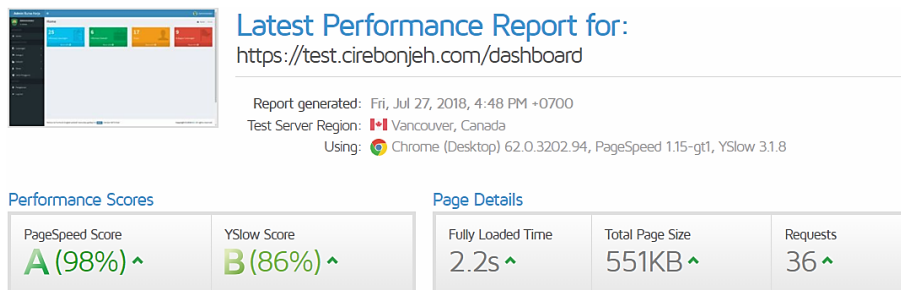 Latest Performance Report for:
https://test.cirebonjeh.com/dashboard
Report generated: Fri, Jul 27, 2018, 4:48 PM +0700
Test Server Region: Vancouver, Canada
Using: Chrome (Desktop) 62.0.3202.94, PageSpeed 1.15-gt1, YSlow 3.1.8
Performance Scores
PageSpeed Score
A (98%)
YSlow Score
B (86%)
Page Details
Fully Loaded Time
2.2s
Total Page Size
551KB
Requests
36